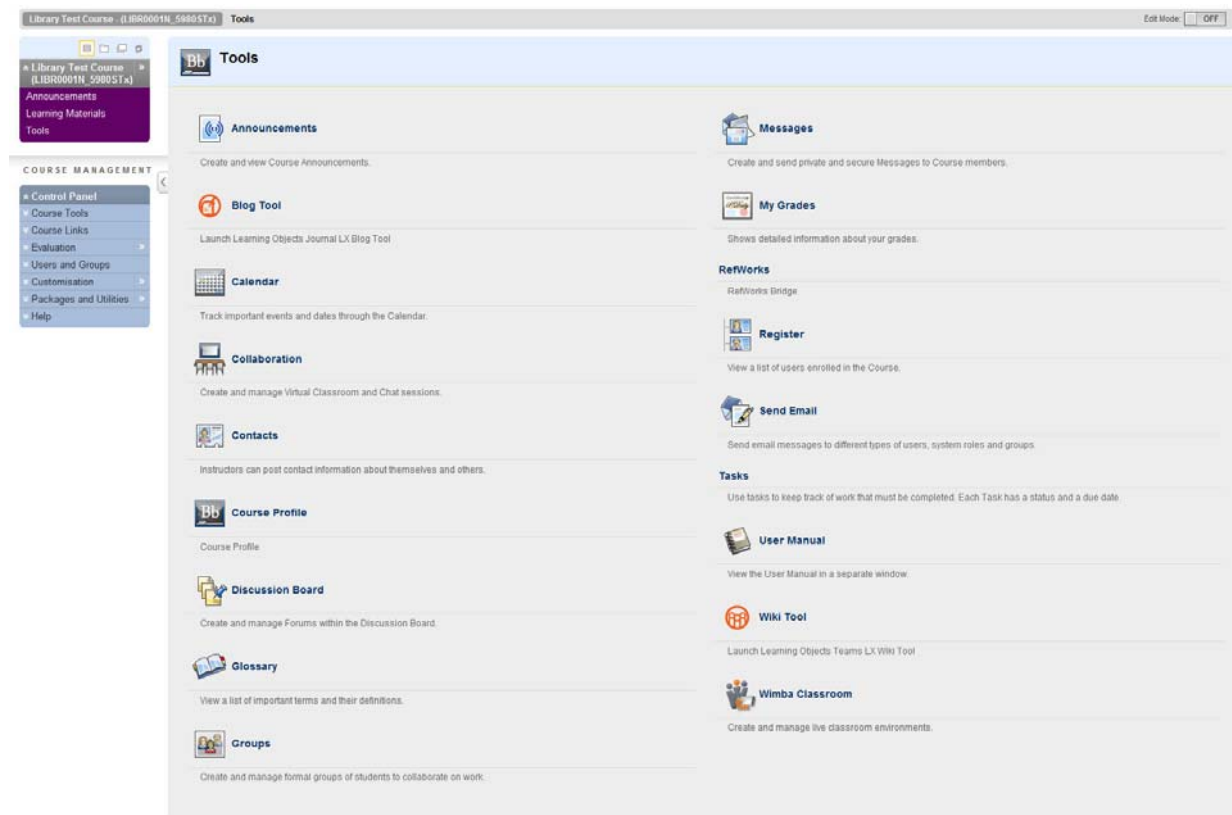 Library Test Course - (LIBR0001N_5980STx) Tools
Edit Mode: OFF
Library Test Course
(LIBR0001N_5980STx)
Announcements
Learning Materials
Tools
COURSE MANAGEMENT
Control Panel
Course Tools
Course Links
Evaluation
Users and Groups
Customisation
Packages and Utilities
Help
Bb Tools
Announcements
Create and view Course Announcements.
Blog Tool
Launch Learning Objects Journal LX Blog Tool
Calendar
Track important events and dates through the Calendar.
Collaboration
Create and manage Virtual Classroom and Chat sessions.
Contacts
Instructors can post contact information about themselves and others.
Bb Course Profile
Course Profile
Discussion Board
Create and manage Forums within the Discussion Board.
Glossary
View a list of important terms and their definitions.
Groups
Create and manage formal groups of students to collaborate on work.
Messages
Create and send private and secure Messages to Course members.
My Grades
Shows detailed information about your grades.
RefWorks
RefWorks Bridge
Register
View a list of users enrolled in the Course.
Send Email
Send email messages to different types of users, system roles and groups.
Tasks
Use tasks to keep track of work that must be completed. Each Task has a status and a due date.
User Manual
View the User Manual in a separate window.
Wiki Tool
Launch Learning Objects Teams LX Wiki Tool
Wimba Classroom
Create and manage live classroom environments.